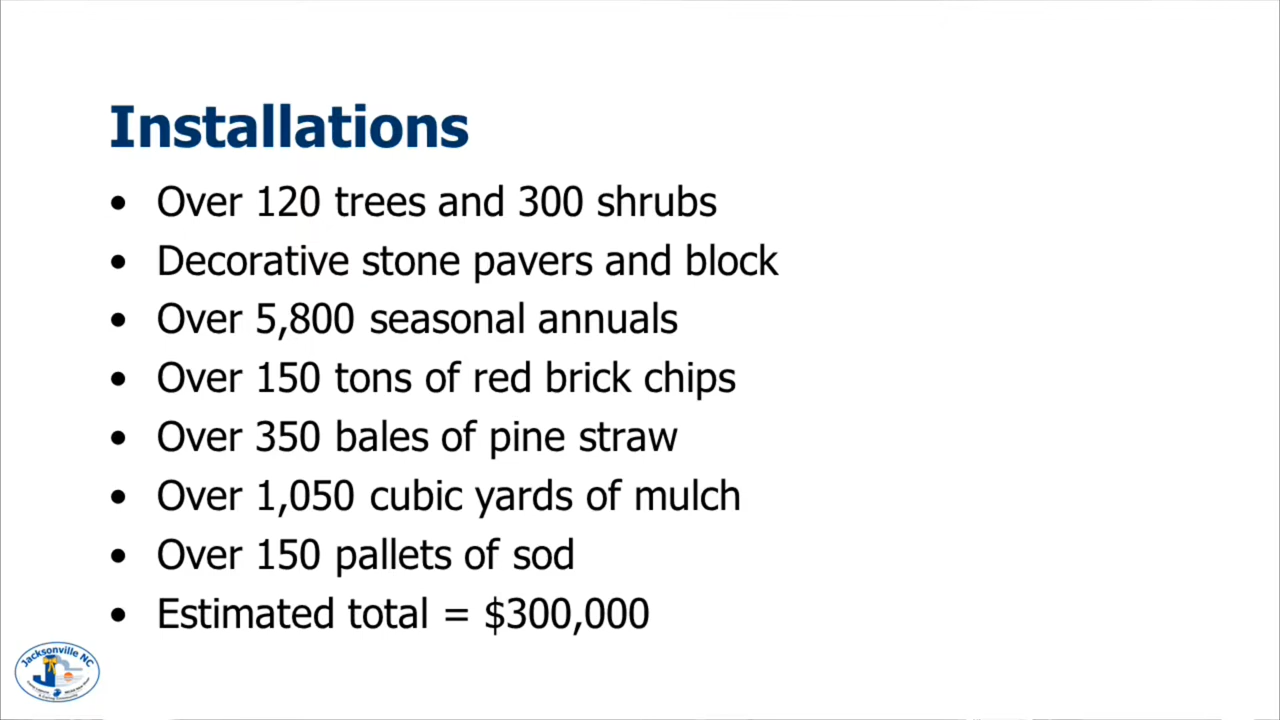 Installations
• Over 120 trees and 300 shrubs
• Decorative stone pavers and block
• Over 5,800 seasonal annuals
• Over 150 tons of red brick chips
• Over 350 bales of pine straw
• Over 1,050 cubic yards of mulch
• Over 150 pallets of sod
• Estimated total = $300,000
Jacksonville NC